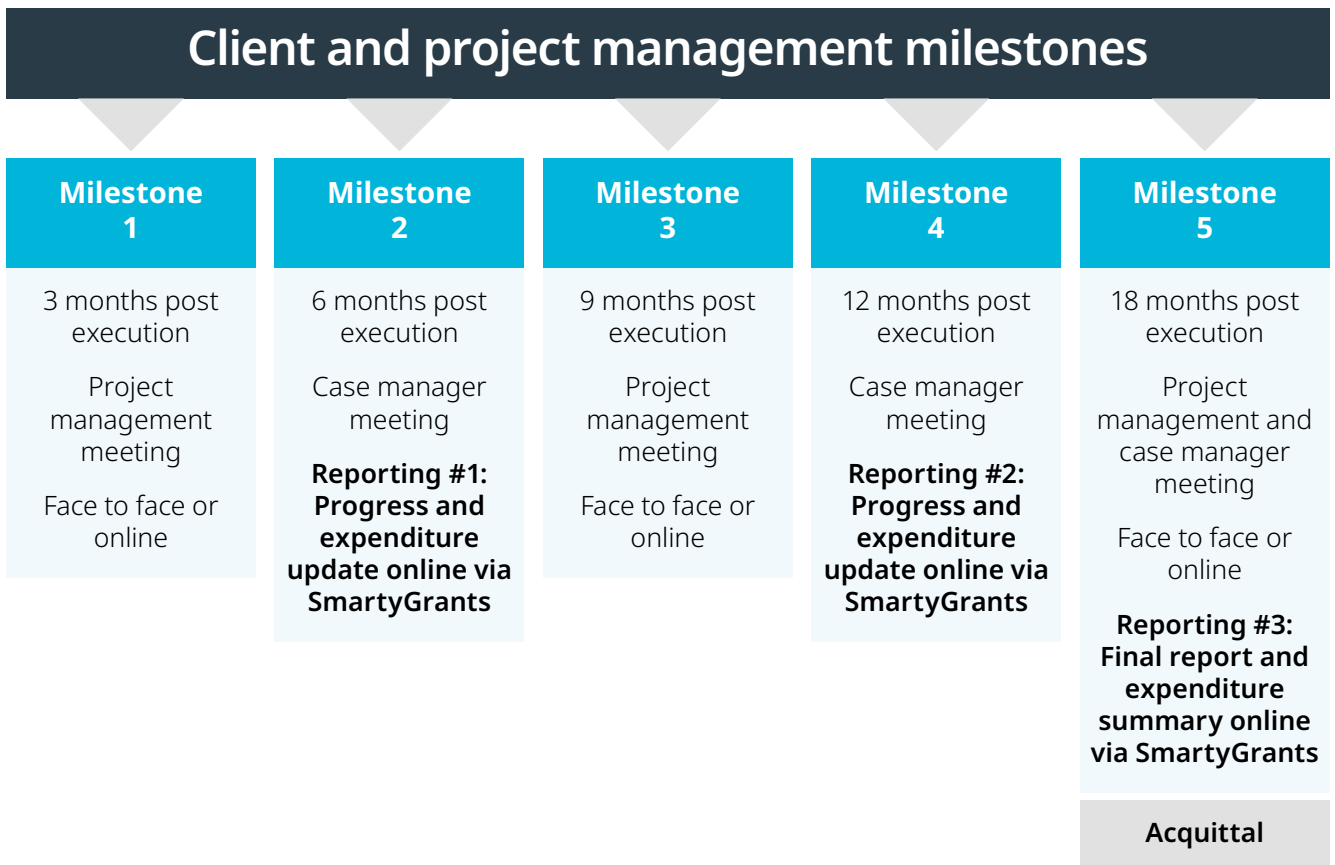 Client and project management milestones
Milestone
1
3 months post
execution
Project
management
meeting
Face to face or
online
Milestone
2
6 months post
execution
Case manager
meeting
Reporting #1:
Progress and
expenditure
update online via
SmartyGrants
Milestone
3
9 months post
execution
Project
management
meeting
Face to face or
online
Milestone
4
12 months post
execution
Case manager
meeting
Reporting #2:
Progress and
expenditure
update online via
SmartyGrants
Milestone
5
18 months post
execution
Project
management and
case manager
meeting
Face to face or
online
Reporting #3:
Final report and
expenditure
summary online
via SmartyGrants
Acquittal